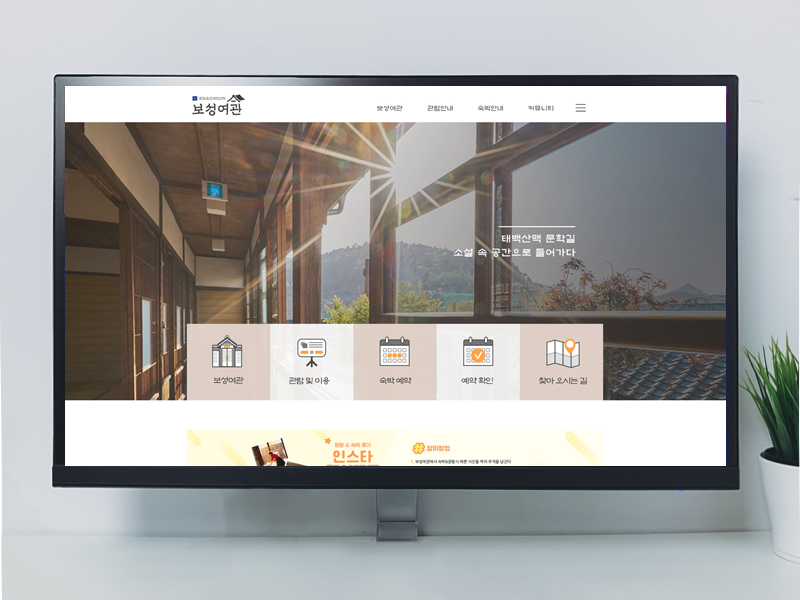 보성여관
보성여관 관람안내 숙박안내 커뮤니티
태백산맥 문학길
소설 속 공간으로 들어가다
보성여관 관람 및 이용 숙박 예약 예약 확인 찾아 오시는 길
인스타
# 참여방법